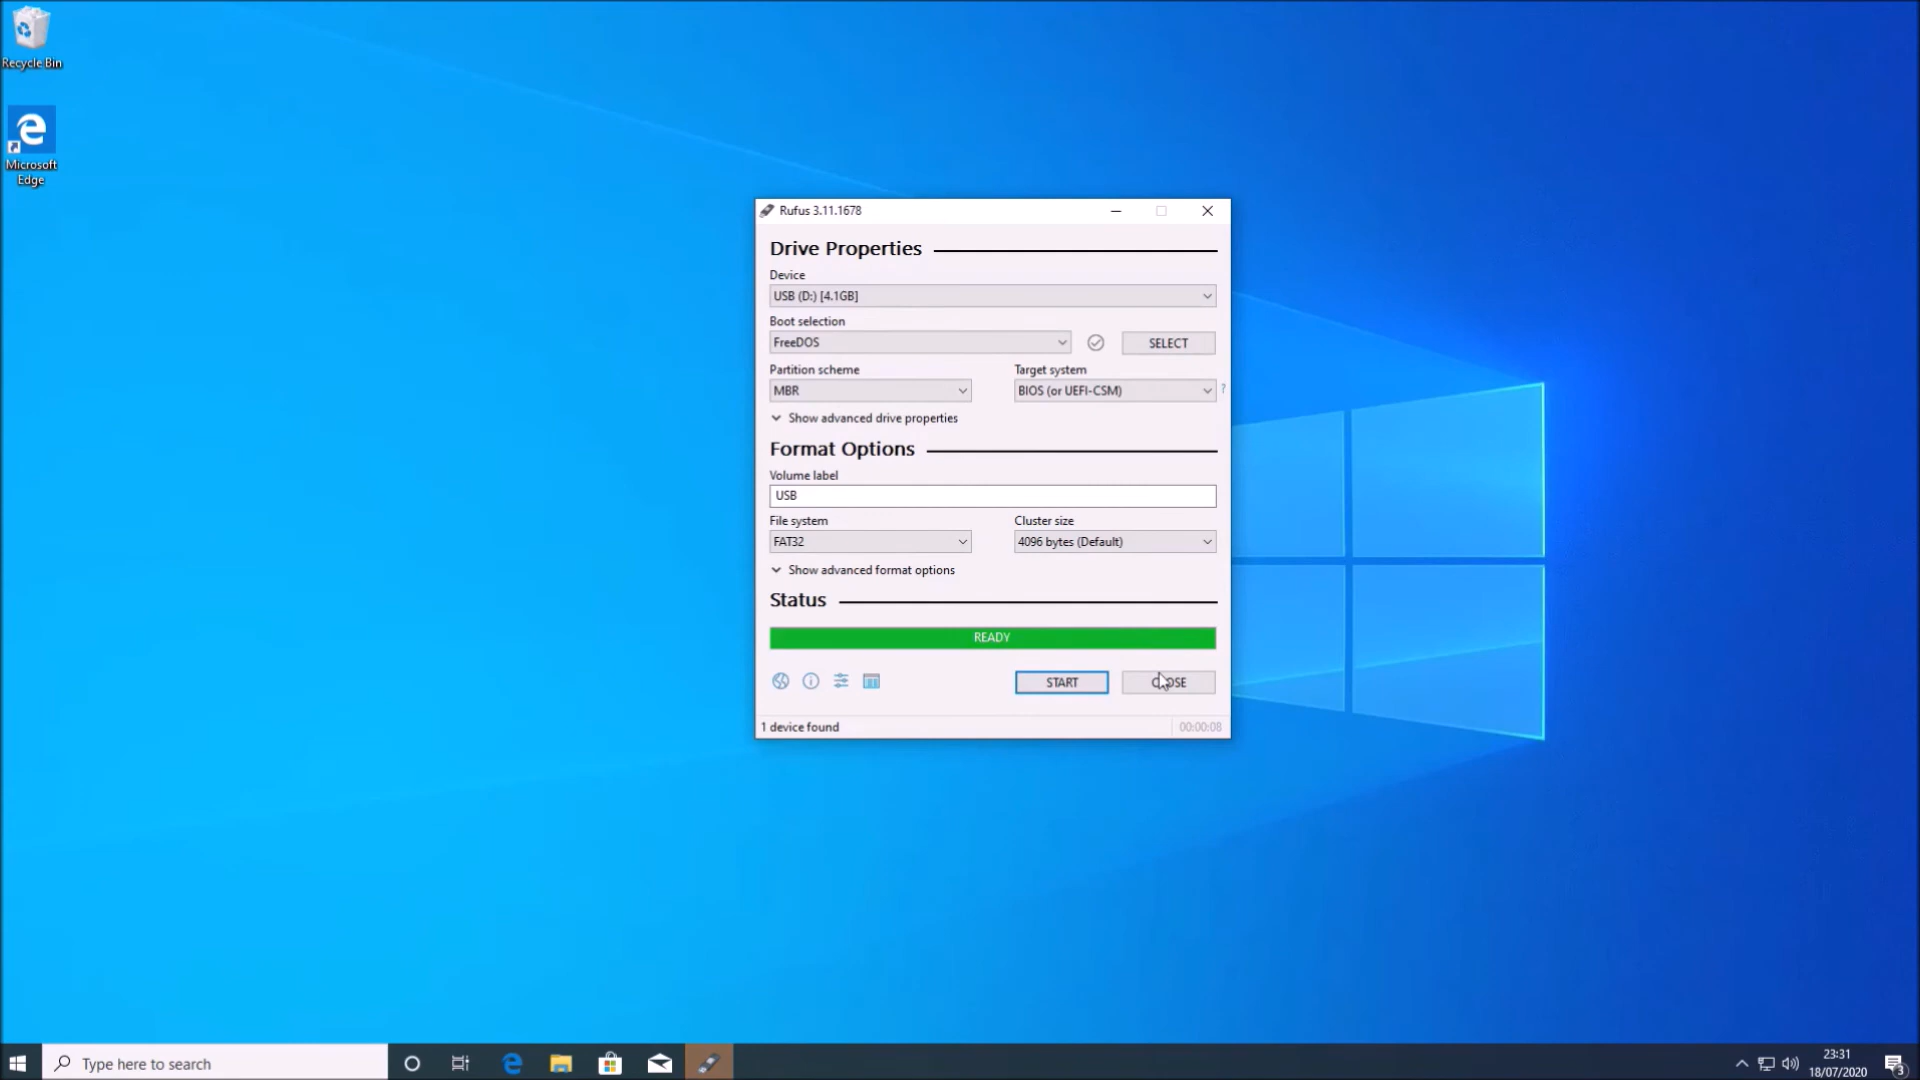 Recycle Bin
Microsoft
Edge
Rufus 3.11.1678
Drive Properties
Device
USB (D:) [4.1GB]
Boot selection
FreeDOS
SELECT
Partition scheme
Target system
MBR
BIOS (or UEFI-CSM)
?
Show advanced drive properties
Format Options
Volume label
USB
File system
Cluster size
FAT32
4096 bytes (Default)
Show advanced format options
Status
READY
START
CLOSE
1 device found
00:00:08
Type here to search
23:31
18/07/2020
3